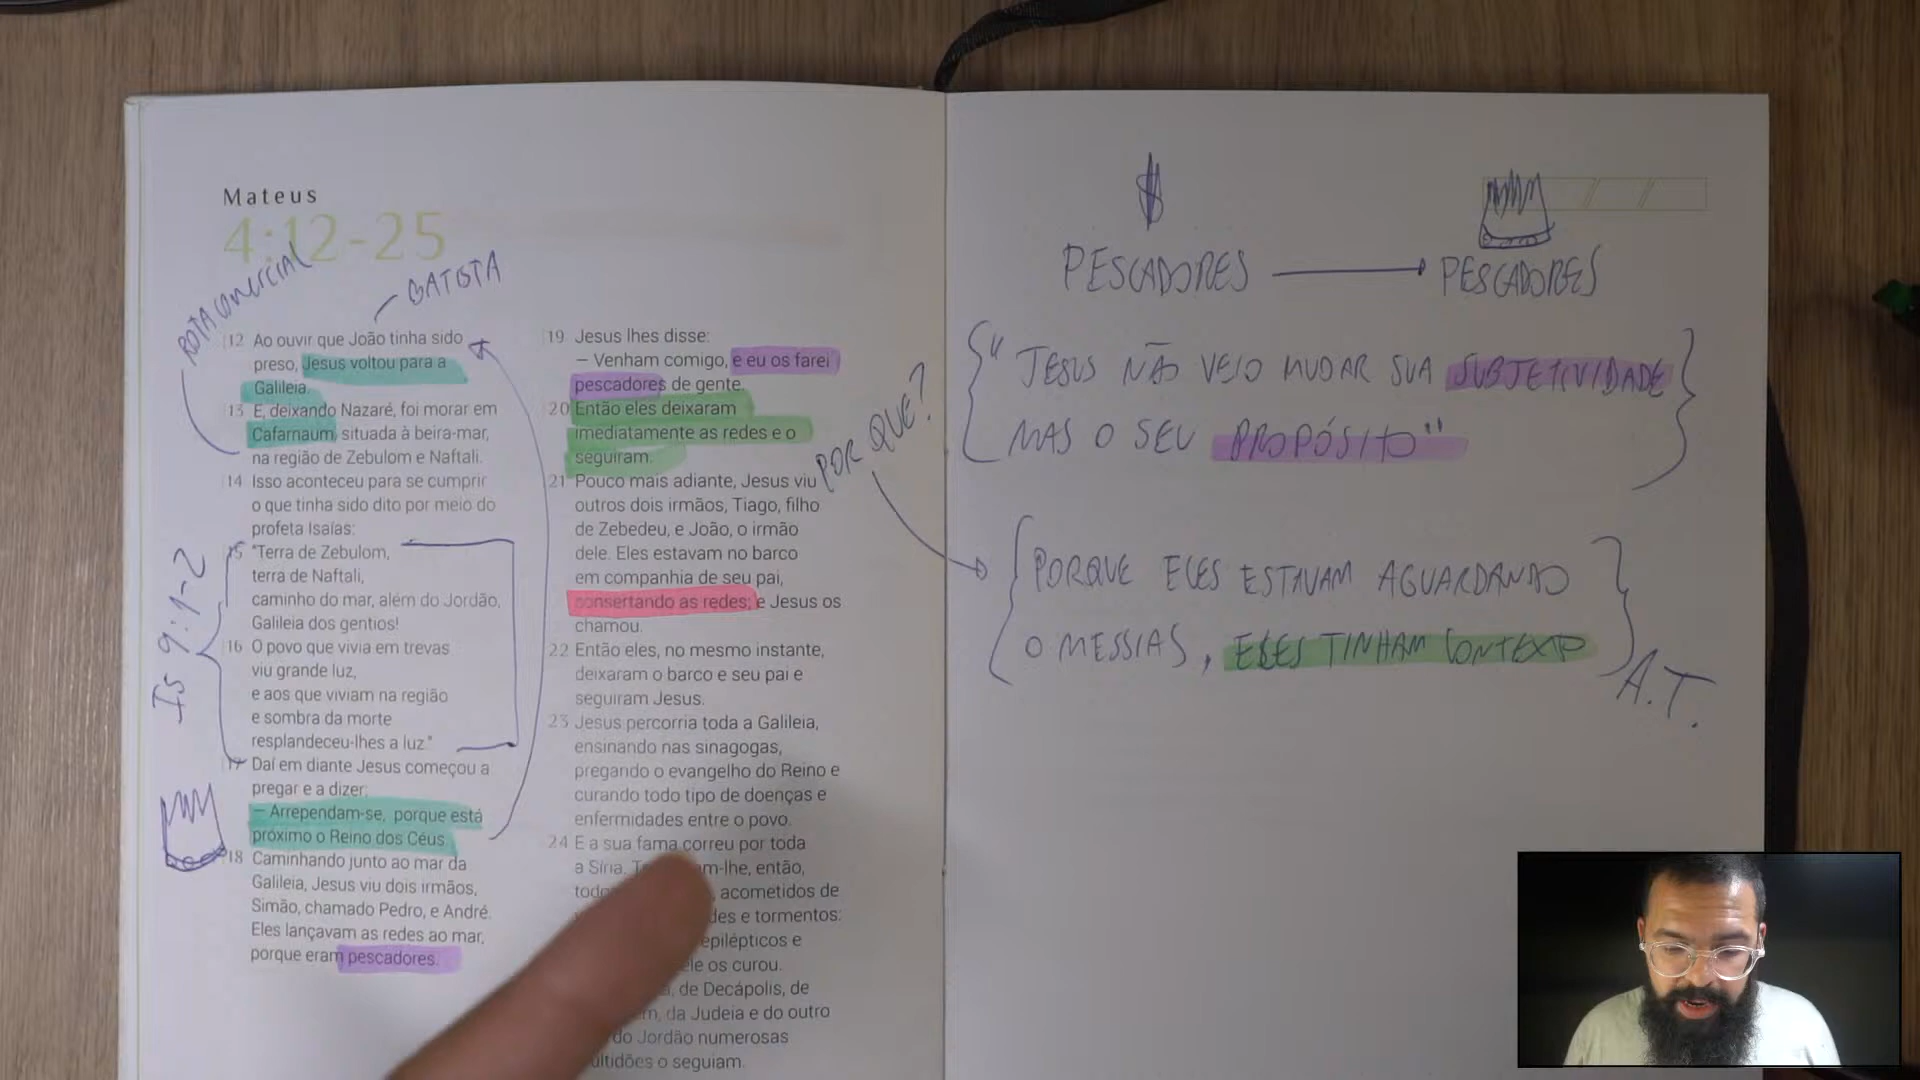 Mateus
4:12-25
ROTA COMERCIAL
BATISTA
12 Ao ouvir que João tinha sido
preso, Jesus voltou para a
Galileia.
13 E, deixando Nazaré, foi morar em
Cafarnaum, situada à beira-mar,
na região de Zebulom e Naftali.
14 Isso aconteceu para se cumprir
o que tinha sido dito por meio do
profeta Isaías:
15 "Terra de Zebulom,
terra de Naftali,
caminho do mar, além do Jordão,
Galileia dos gentios!
16 O povo que vivia em trevas
viu grande luz,
e aos que viviam na região
e sombra da morte
resplandeceu-lhes a luz."
17 Daí em diante Jesus começou a
pregar e a dizer:
– Arrependam-se, porque está
próximo o Reino dos Céus.
18 Caminhando junto ao mar da
Galileia, Jesus viu dois irmãos,
Simão, chamado Pedro, e André.
Eles lançavam as redes ao mar,
porque eram pescadores.
Is 9:1-2
19 Jesus lhes disse:
– Venham comigo, e eu os farei
pescadores de gente.
20 Então eles deixaram
imediatamente as redes e o
seguiram.
21 Pouco mais adiante, Jesus viu
outros dois irmãos, Tiago, filho
de Zebedeu, e João, o irmão
dele. Eles estavam no barco
em companhia de seu pai,
consertando as redes; e Jesus os
chamou.
22 Então eles, no mesmo instante,
deixaram o barco e seu pai e
seguiram Jesus.
23 Jesus percorria toda a Galileia,
ensinando nas sinagogas,
pregando o evangelho do Reino e
curando todo tipo de doenças e
enfermidades entre o povo.
24 E a sua fama correu por toda
a Síria.
acometidos de
e tormentos:
epilépticos e
ele os curou.
de Decápolis, de
da Judeia e do outro
do Jordão numerosas
multidões o seguiam.
$
PESCADORES PESCADORES
"JESUS NÃO VEIO MUDAR SUA SUBJETIVIDADE
MAS O SEU PROPÓSITO"
POR QUE?
PORQUE ELES ESTAVAM AGUARDANDO
O MESSIAS, ELES TINHAM CONTEXTO
A.T.